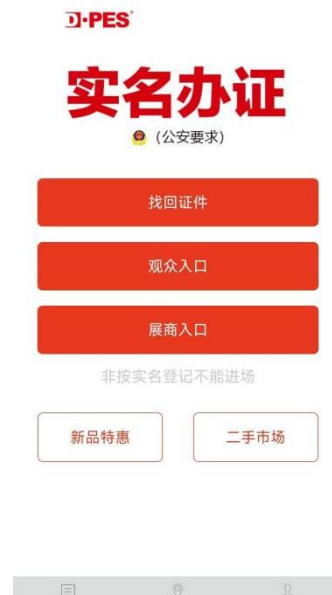 D·PES
实名办证
(公安要求)
找回证件
观众入口
展商入口
非按实名登记不能进场
新品特惠
二手市场